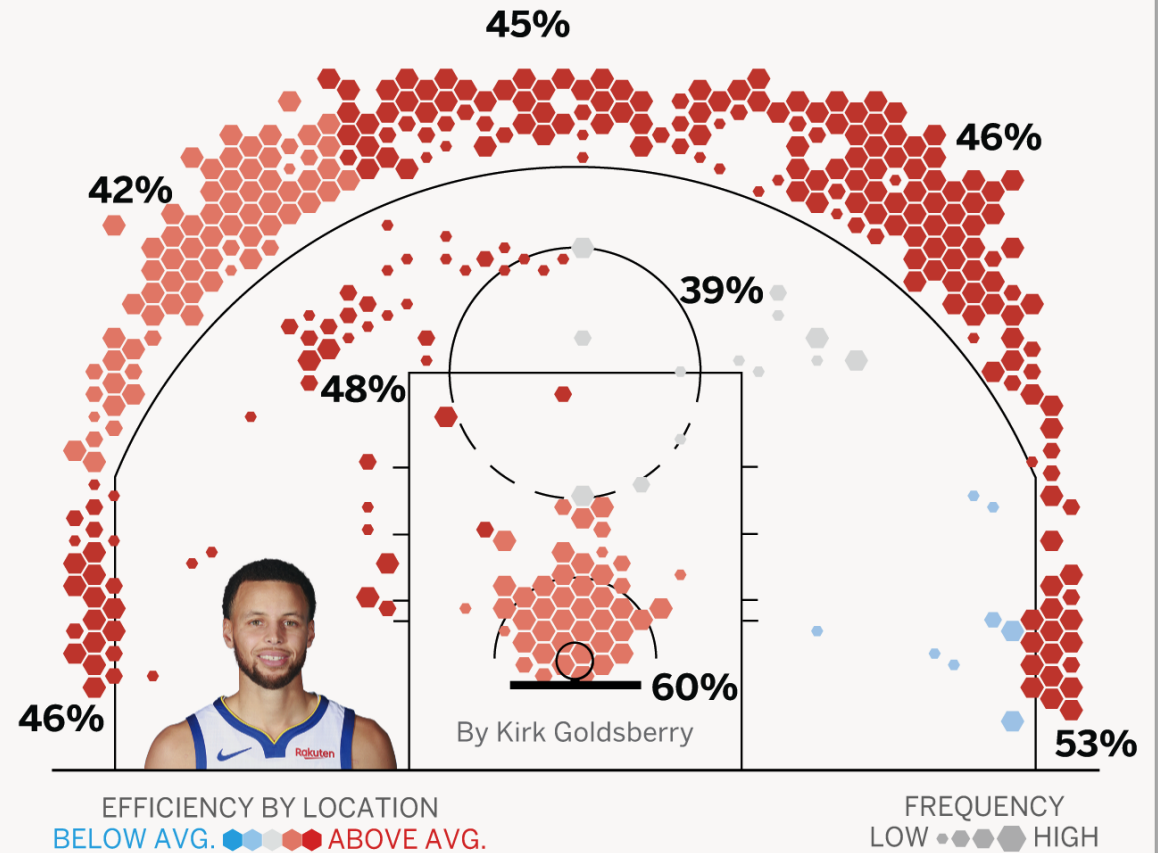 45%
46%
42%
39%
48%
60%
46%
By Kirk Goldsberry
53%
Rakuten
EFFICIENCY BY LOCATION
BELOW AVG. ABOVE AVG.
FREQUENCY
LOW HIGH